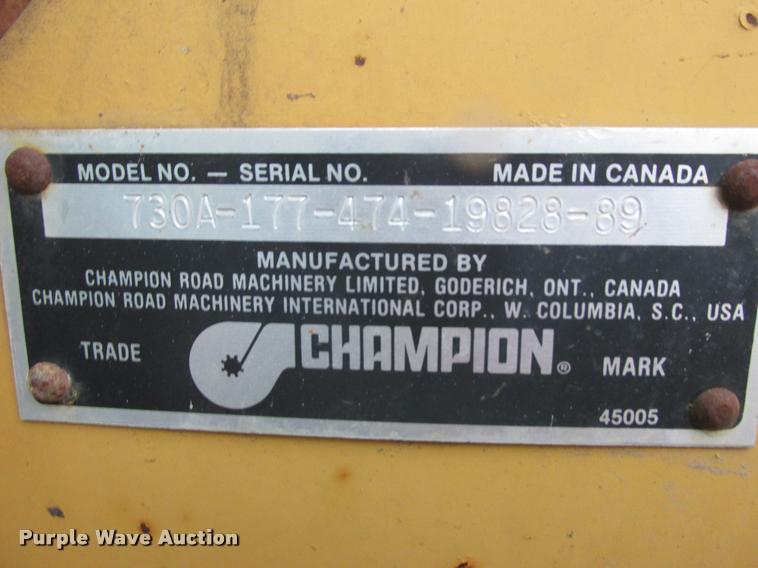 MODEL NO. — SERIAL NO. MADE IN CANADA
730A-177-474-19828-89
MANUFACTURED BY
CHAMPION ROAD MACHINERY LIMITED, GODERICH, ONT., CANADA
CHAMPION ROAD MACHINERY INTERNATIONAL CORP., W. COLUMBIA, S.C., USA
TRADE CHAMPION® MARK
45005
Purple Wave Auction